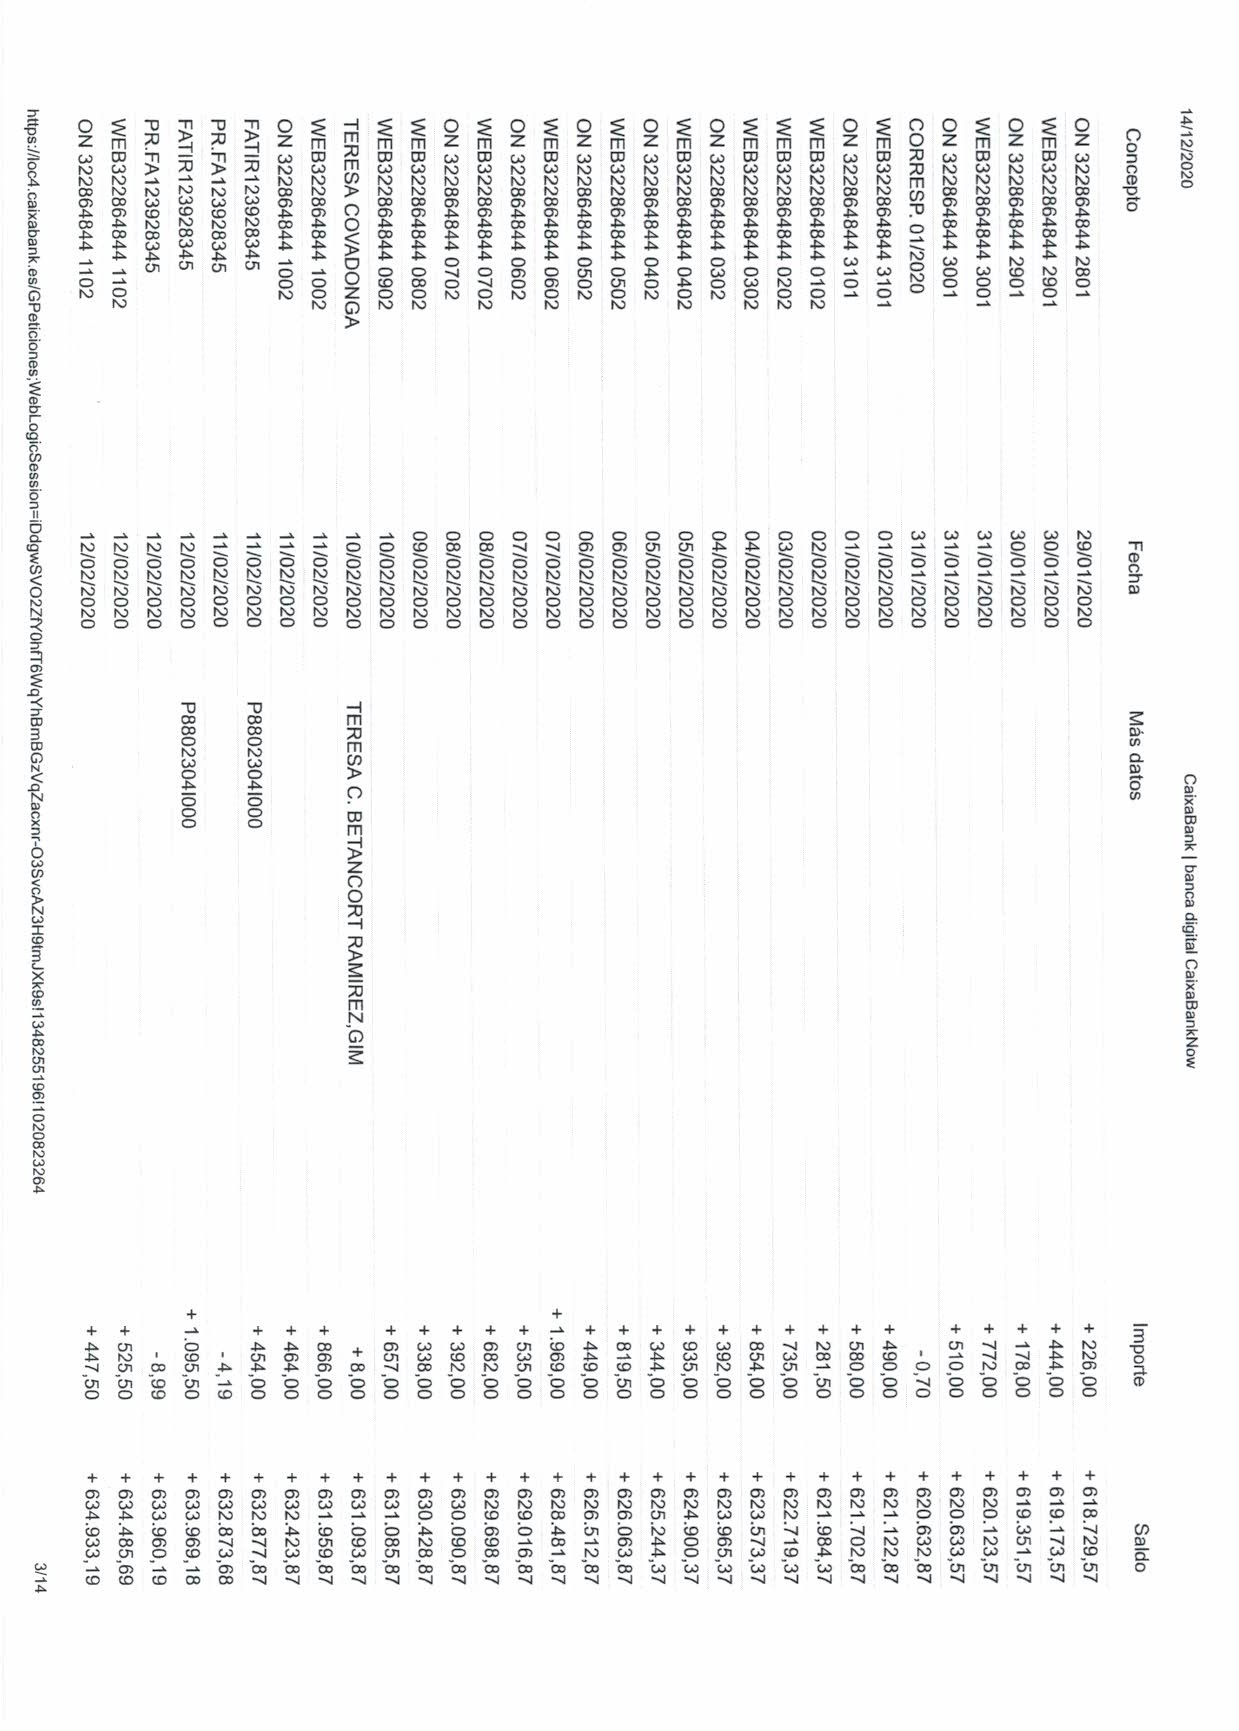 14/12/2020 CaixaBank | banca digital CaixaBankNow
Concepto Fecha Más datos Importe Saldo
ON 322864844 2801 29/01/2020 + 226,00 + 618.729,57
WEB322864844 2901 30/01/2020 + 444,00 + 619.173,57
ON 322864844 2901 30/01/2020 + 178,00 + 619.351,57
WEB322864844 3001 31/01/2020 + 772,00 + 620.123,57
ON 322864844 3001 31/01/2020 + 510,00 + 620.633,57
CORRESP. 01/2020 31/01/2020 - 0,70 + 620.632,87
WEB322864844 3101 01/02/2020 + 490,00 + 621.122,87
ON 322864844 3101 01/02/2020 + 580,00 + 621.702,87
WEB322864844 0102 02/02/2020 + 281,50 + 621.984,37
WEB322864844 0202 03/02/2020 + 735,00 + 622.719,37
WEB322864844 0302 04/02/2020 + 854,00 + 623.573,37
ON 322864844 0302 04/02/2020 + 392,00 + 623.965,37
WEB322864844 0402 05/02/2020 + 935,00 + 624.900,37
ON 322864844 0402 05/02/2020 + 344,00 + 625.244,37
WEB322864844 0502 06/02/2020 + 819,50 + 626.063,87
ON 322864844 0502 06/02/2020 + 449,00 + 626.512,87
WEB322864844 0602 07/02/2020 + 1.969,00 + 628.481,87
ON 322864844 0602 07/02/2020 + 535,00 + 629.016,87
WEB322864844 0702 08/02/2020 + 682,00 + 629.698,87
ON 322864844 0702 08/02/2020 + 392,00 + 630.090,87
WEB322864844 0802 09/02/2020 + 338,00 + 630.428,87
WEB322864844 0902 10/02/2020 + 657,00 + 631.085,87
TERESA COVADONGA 10/02/2020 TERESA C. BETANCORT RAMIREZ,GIM + 8,00 + 631.093,87
WEB322864844 1002 11/02/2020 + 866,00 + 631.959,87
ON 322864844 1002 11/02/2020 + 464,00 + 632.423,87
FATIR123928345 11/02/2020 P8802304I000 + 454,00 + 632.877,87
PR.FA123928345 11/02/2020 - 4,19 + 632.873,68
FATIR123928345 12/02/2020 P8802304I000 + 1.095,50 + 633.969,18
PR.FA123928345 12/02/2020 - 8,99 + 633.960,19
WEB322864844 1102 12/02/2020 + 525,50 + 634.485,69
ON 322864844 1102 12/02/2020 + 447,50 + 634.933,19
https://loc4.caixabank.es/GPeticiones;WebLogicSession=iDdgwSVO2ZfY0hfT6WqYhBmBGzVqZacxnr-O3SvcAZ3H9tmJXk9s!1348255196!1020823264 3/14